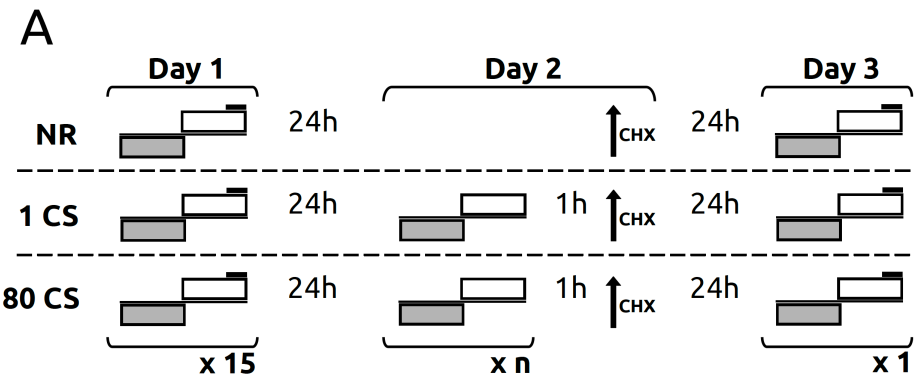 A
Day 1 Day 2 Day 3
NR 24h CHX 24h
1 CS 24h 1h CHX 24h
80 CS 24h 1h CHX 24h
x 15 x n x 1